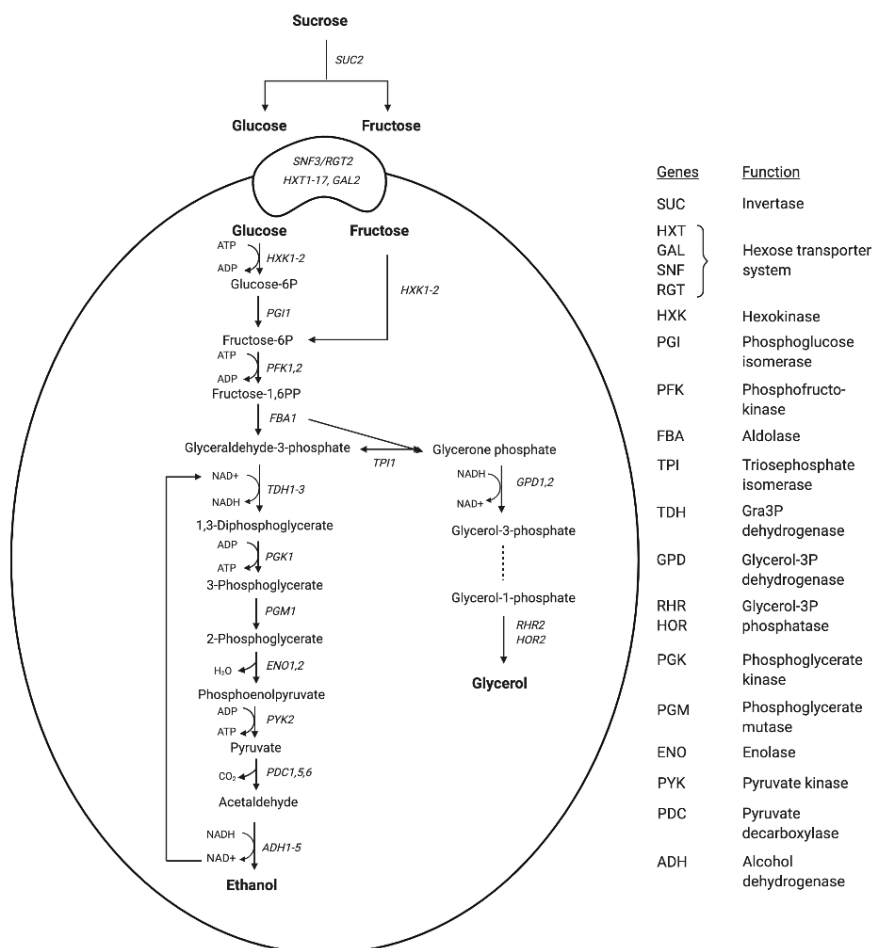 Sucrose
SUC2
Glucose
Fructose
SNF3/RGT2
HXT1-17, GAL2
Glucose
Fructose
ATP
HXK1-2
ADP
Glucose-6P
HXK1-2
PGI1
Fructose-6P
ATP
PFK1,2
ADP
Fructose-1,6PP
FBA1
Glyceraldehyde-3-phosphate
Glycerone phosphate
TPI1
NAD+
TDH1-3
NADH
NADH
GPD1,2
NAD+
1,3-Diphosphoglycerate
Glycerol-3-phosphate
ADP
PGK1
ATP
3-Phosphoglycerate
Glycerol-1-phosphate
PGM1
RHR2
HOR2
2-Phosphoglycerate
H₂O
ENO1,2
Glycerol
Phosphoenolpyruvate
ADP
PYK2
ATP
Pyruvate
CO₂
PDC1,5,6
Acetaldehyde
NADH
ADH1-5
NAD+
Ethanol
Genes Function
SUC Invertase
HXT
GAL
SNF
RGT
Hexose transporter
system
HXK Hexokinase
PGI Phosphoglucose
isomerase
PFK Phosphofructo-
kinase
FBA Aldolase
TPI Triosephosphate
isomerase
TDH Gra3P
dehydrogenase
GPD Glycerol-3P
dehydrogenase
RHR Glycerol-3P
HOR phosphatase
PGK Phosphoglycerate
kinase
PGM Phosphoglycerate
mutase
ENO Enolase
PYK Pyruvate kinase
PDC Pyruvate
decarboxylase
ADH Alcohol
dehydrogenase